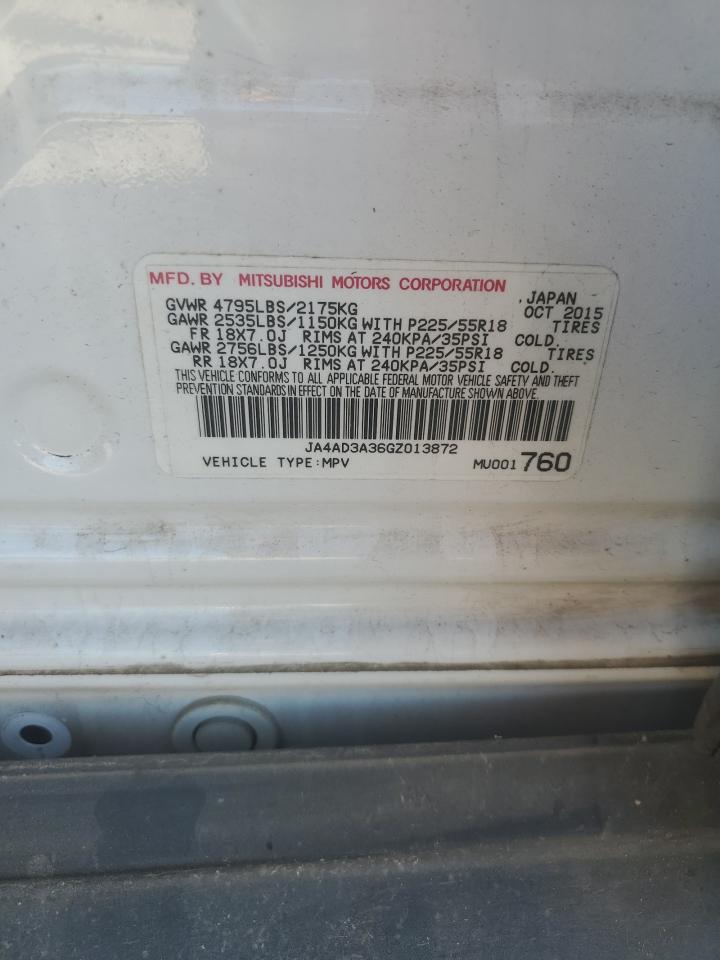 MFD. BY MITSUBISHI MOTORS CORPORATION
GVWR 4795LBS/2175KG JAPAN OCT 2015
GAWR 2535LBS/1150KG WITH P225/55R18 TIRES
FR 18X7.0J RIMS AT 240KPA/35PSI COLD.
GAWR 2756LBS/1250KG WITH P225/55R18 TIRES
RR 18X7.0J RIMS AT 240KPA/35PSI COLD.
THIS VEHICLE CONFORMS TO ALL APPLICABLE FEDERAL MOTOR VEHICLE SAFETY AND THEFT
PREVENTION STANDARDS IN EFFECT ON THE DATE OF MANUFACTURE SHOWN ABOVE.
JA4AD3A36GZ013872
VEHICLE TYPE:MPV MU001 760